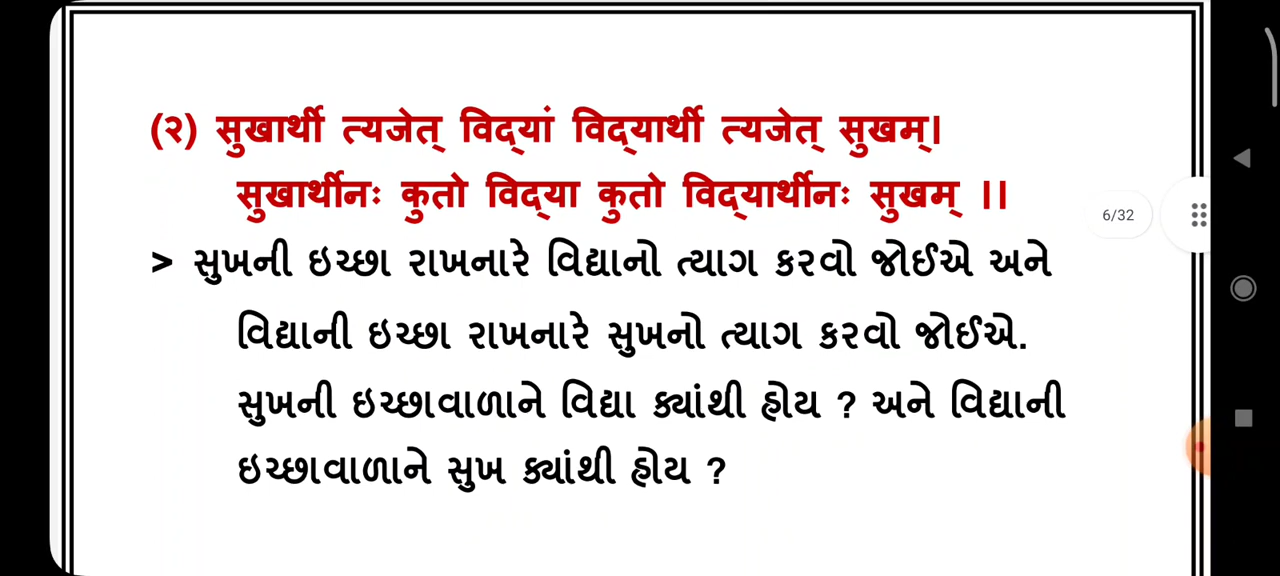 (२) सुखार्थी त्यजेत् विद्‌यां विद्‌यार्थी त्यजेत् सुखम्।
सुखार्थीनः कुतो विद्‌या कुतो विद्‌यार्थीनः सुखम् ।।
6/32
> સુખની ઇચ્છા રાખનારે વિદ્યાનો ત્યાગ કરવો જોઈએ અને
વિદ્યાની ઇચ્છા રાખનારે સુખનો ત્યાગ કરવો જોઈએ.
સુખની ઇચ્છાવાળાને વિદ્યા ક્યાંથી હોય ? અને વિદ્યાની
ઇચ્છાવાળાને સુખ ક્યાંથી હોય ?